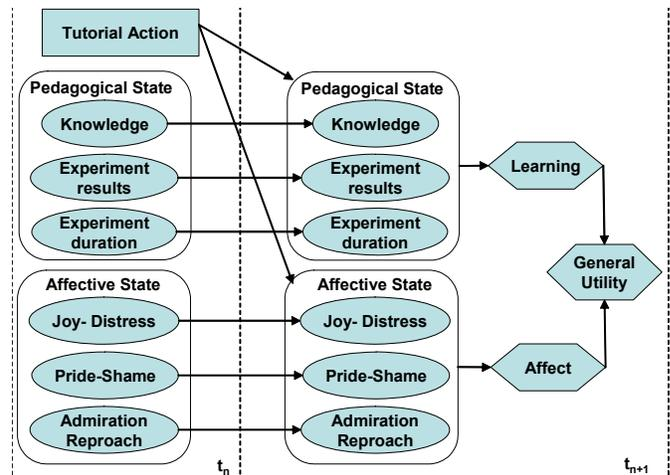 Tutorial Action
Pedagogical State
Knowledge
Experiment
results
Experiment
duration
Affective State
Joy- Distress
Pride-Shame
Admiration
Reproach
tn
Pedagogical State
Knowledge
Experiment
results
Experiment
duration
Affective State
Joy- Distress
Pride-Shame
Admiration
Reproach
Learning
General
Utility
Affect
tn+1